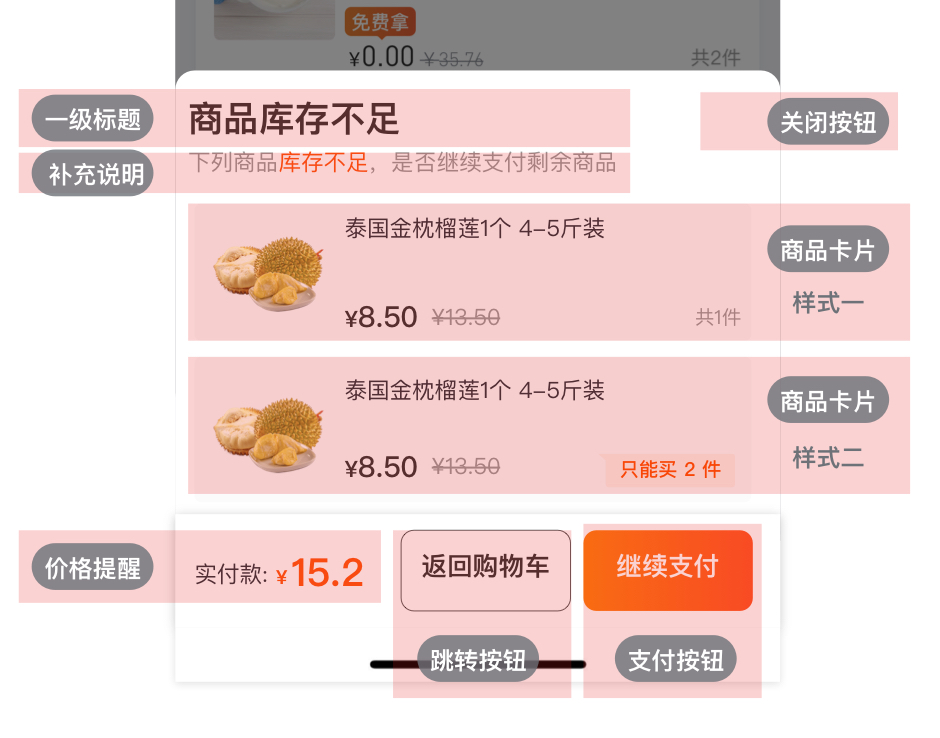 免费拿
¥0.00 ¥35.76 共2件
一级标题 商品库存不足 关闭按钮
补充说明 下列商品库存不足，是否继续支付剩余商品
泰国金枕榴莲1个 4-5斤装
商品卡片
样式一
¥8.50 ¥13.50 共1件
泰国金枕榴莲1个 4-5斤装
商品卡片
样式二
¥8.50 ¥13.50 只能买 2 件
价格提醒 实付款: ¥15.2 返回购物车 继续支付
跳转按钮 支付按钮